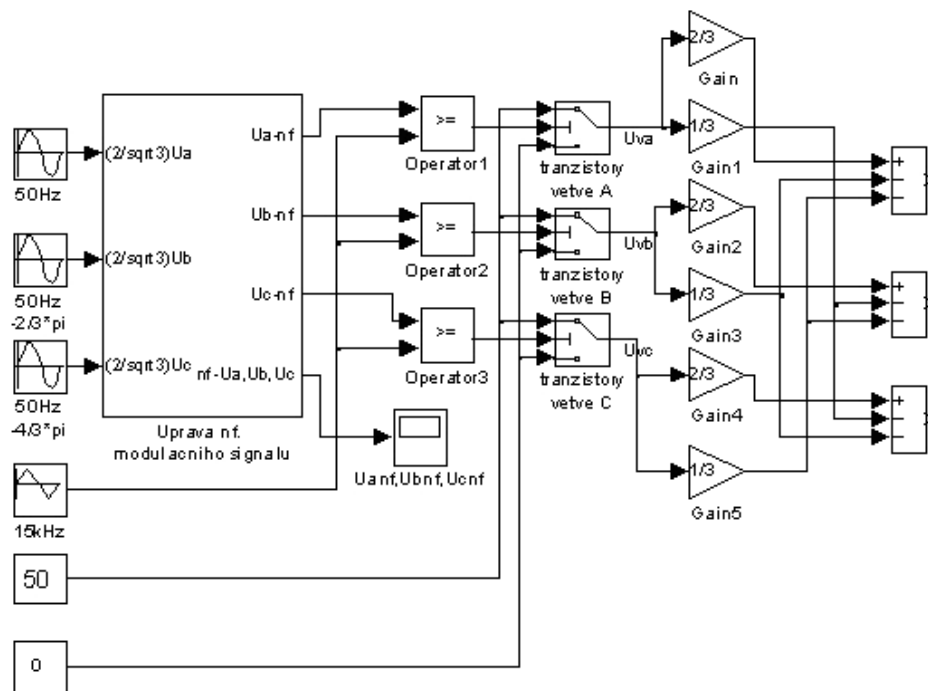 50Hz
50Hz
-2/3*pi
50Hz
-4/3*pi
15kHz
50
0
(2/sqrt3)Ua
(2/sqrt3)Ub
(2/sqrt3)Uc
Ua-nf
Ub-nf
Uc-nf
nf-Ua,Ub,Uc
Uprava nf.
modulacniho signalu
Uanf,Ubnf,Ucnf
>=
Operator1
>=
Operator2
>=
Operator3
tranzistory
vetve A
tranzistory
vetve B
tranzistory
vetve C
Uva
Uvb
Uvc
2/3
Gain
1/3
Gain1
2/3
Gain2
1/3
Gain3
2/3
Gain4
1/3
Gain5
+
−
−
+
−
−
+
−
−